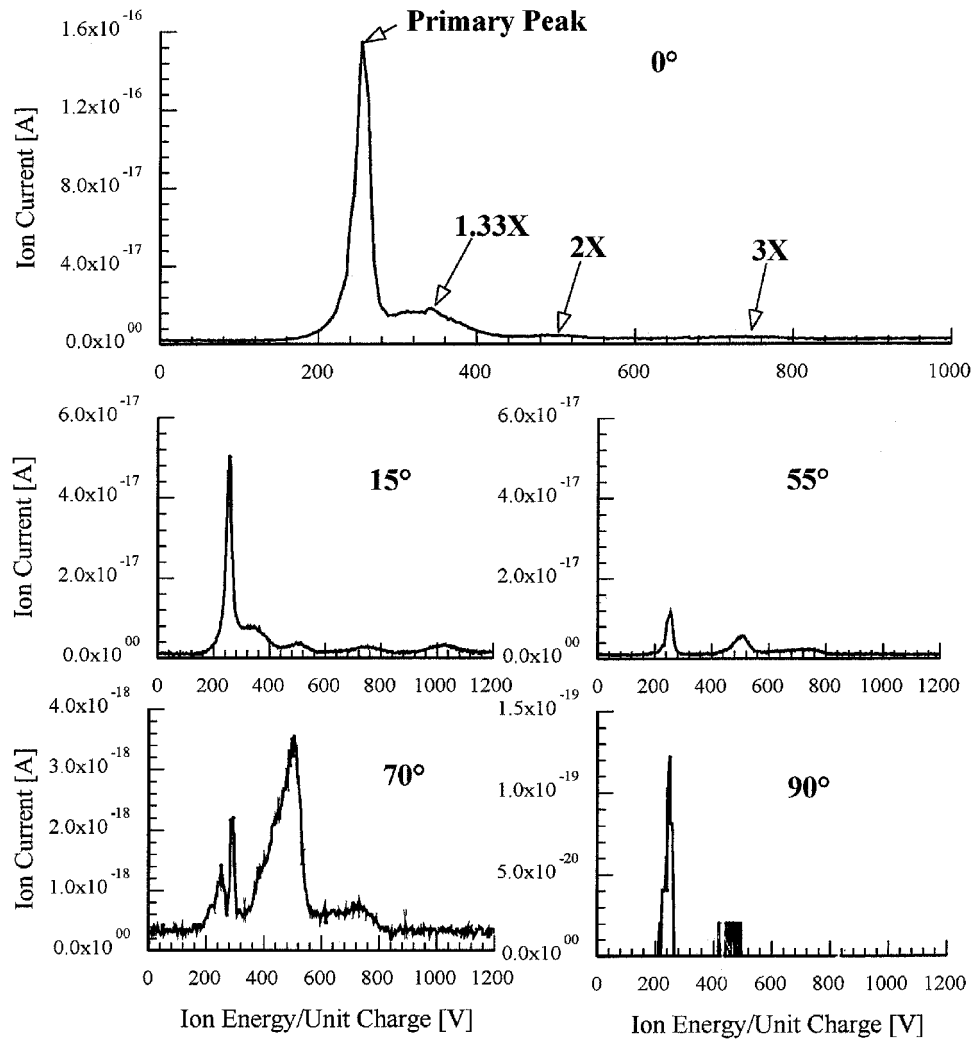 Primary Peak
0°
1.33X
2X
3X
Ion Current [A]
1.6x10 -16
1.2x10 -16
8.0x10 -17
4.0x10 -17
0.0x10 00
0 200 400 600 800 1000
15°
Ion Current [A]
6.0x10 -17
4.0x10 -17
2.0x10 -17
0.0x10 00
0 200 400 600 800 1000 1200
55°
6.0x10 -17
4.0x10 -17
2.0x10 -17
0.0x10 00
0 200 400 600 800 1000 1200
70°
Ion Current [A]
4.0x10 -18
3.0x10 -18
2.0x10 -18
1.0x10 -18
0.0x10 00
0 200 400 600 800 1000 1200
Ion Energy/Unit Charge [V]
90°
1.5x10 -19
1.0x10 -19
5.0x10 -20
0.0x10 00
0 200 400 600 800 1000 1200
Ion Energy/Unit Charge [V]